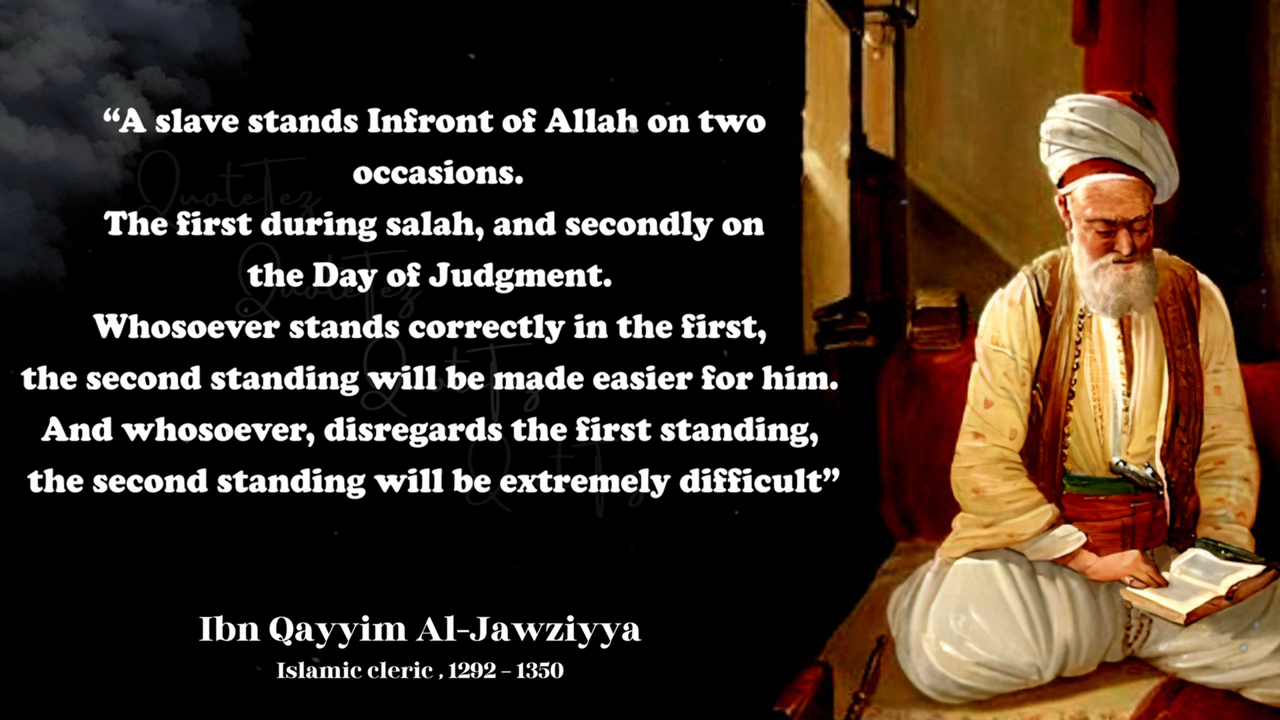 “A slave stands Infront of Allah on two
occasions.
The first during salah, and secondly on
the Day of Judgment.
Whosoever stands correctly in the first,
the second standing will be made easier for him.
And whosoever, disregards the first standing,
the second standing will be extremely difficult”
QuoteTez
QuoteTez
Ibn Qayyim Al-Jawziyya
Islamic cleric , 1292 – 1350